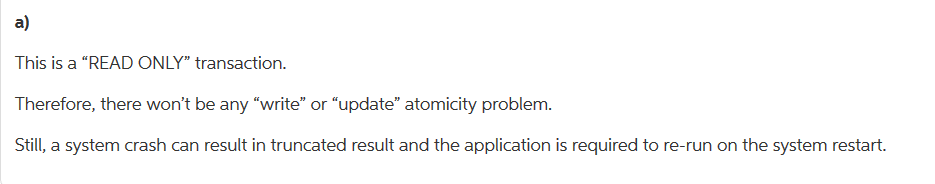 a)
This is a “READ ONLY” transaction.
Therefore, there won’t be any “write” or “update” atomicity problem.
Still, a system crash can result in truncated result and the application is required to re-run on the system restart.